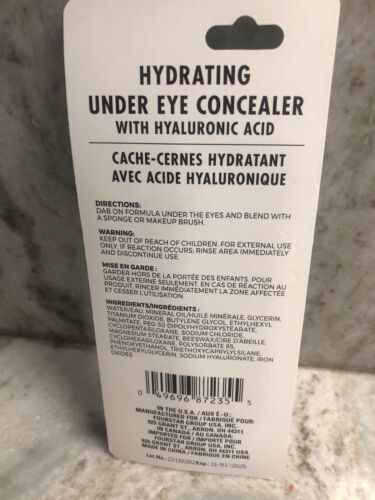 HYDRATING
UNDER EYE CONCEALER
WITH HYALURONIC ACID
CACHE-CERNES HYDRATANT
AVEC ACIDE HYALURONIQUE
DIRECTIONS:
DAB ON FORMULA UNDER THE EYES AND BLEND WITH
A SPONGE OR MAKEUP BRUSH.
WARNING:
KEEP OUT OF REACH OF CHILDREN. FOR EXTERNAL USE
ONLY. IF REACTION OCCURS, RINSE AREA IMMEDIATELY
AND DISCONTINUE USE.
MISE EN GARDE :
GARDER HORS DE LA PORTÉE DES ENFANTS. POUR
USAGE EXTERNE SEULEMENT. EN CAS DE RÉACTION AU
PRODUIT, RINCER IMMÉDIATEMENT LA ZONE AFFECTÉE
ET CESSER L'UTILISATION.
INGREDIENTS/INGRÉDIENTS :
WATER/EAU, MINERAL OIL/HUILE MINÉRALE, GLYCERIN,
TITANIUM DIOXIDE, BUTYLENE GLYCOL, ETHYLHEXYL
PALMITATE, PEG-30 DIPOLYHYDROXYSTEARATE,
CYCLOPENTASILOXANE, SODIUM CHLORIDE,
MAGNESIUM STEARATE, BEESWAX/CIRE D'ABEILLE,
CYCLOHEXASILOXANE, POLYSORBATE 85,
PHENOXYETHANOL, TRIETHOXYCAPRYLYLSILANE,
ETHYLHEXYLGLYCERIN, SODIUM HYALURONATE, IRON
OXIDES
0 49696 87235 5
IN THE U.S.A. / AUX É.-U.:
MANUFACTURED FOR / FABRIQUÉ POUR:
FOURSTAR GROUP USA, INC.
925 GRANT ST., AKRON, OH 44311
IN CANADA / AU CANADA:
IMPORTED FOR / IMPORTÉ POUR
FOURSTAR GROUP USA, INC.
925 GRANT ST., AKRON, OH 44311
MADE IN CHINA / FABRIQUÉ EN CHINE
Lot No.: Exp.: 11-01-2025